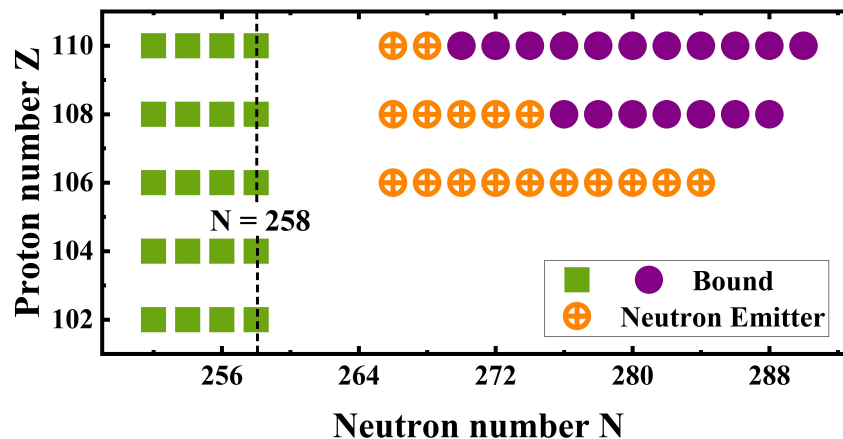 Proton number Z
110
108
106
104
102
N = 258
Bound
Neutron Emitter
256
264
272
280
288
Neutron number N